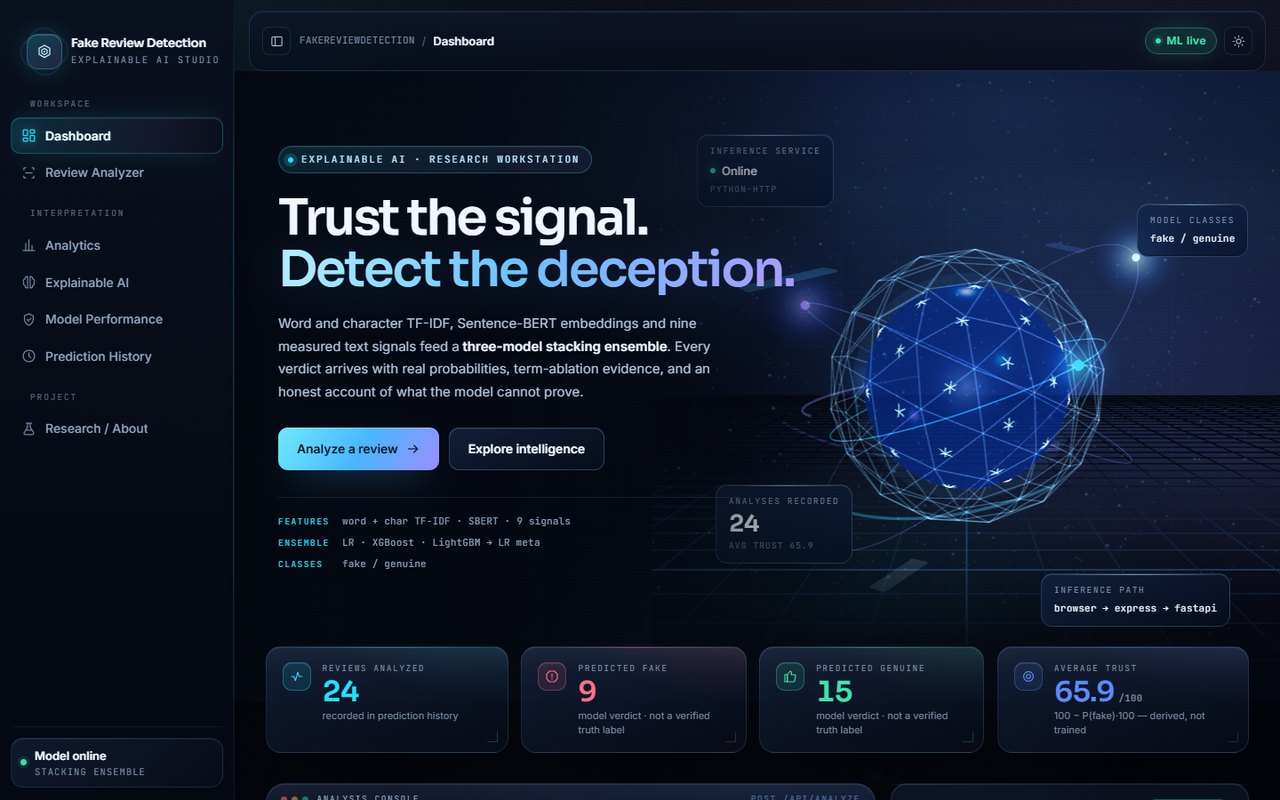 Fake Review Detection
EXPLAINABLE AI STUDIO
WORKSPACE
Dashboard
Review Analyzer
INTERPRETATION
Analytics
Explainable AI
Model Performance
Prediction History
PROJECT
Research / About
Model online
STACKING ENSEMBLE
FAKEREVIEWDETECTION / Dashboard
ML live
EXPLAINABLE AI · RESEARCH WORKSTATION
Trust the signal.
Detect the deception.
Word and character TF-IDF, Sentence-BERT embeddings and nine
measured text signals feed a three-model stacking ensemble. Every
verdict arrives with real probabilities, term-ablation evidence, and an
honest account of what the model cannot prove.
Analyze a review →
Explore intelligence
FEATURES word + char TF-IDF · SBERT · 9 signals
ENSEMBLE LR · XGBoost · LightGBM → LR meta
CLASSES fake / genuine
INFERENCE SERVICE
Online
PYTHON-HTTP
MODEL CLASSES
fake / genuine
ANALYSES RECORDED
24
AVG TRUST 65.9
INFERENCE PATH
browser → express → fastapi
REVIEWS ANALYZED
24
recorded in prediction history
PREDICTED FAKE
9
model verdict · not a verified
truth label
PREDICTED GENUINE
15
model verdict · not a verified
truth label
AVERAGE TRUST
65.9 /100
100 − P(fake)·100 — derived, not
trained
ANALYSIS CONSOLE
POST /API/ANALYZE